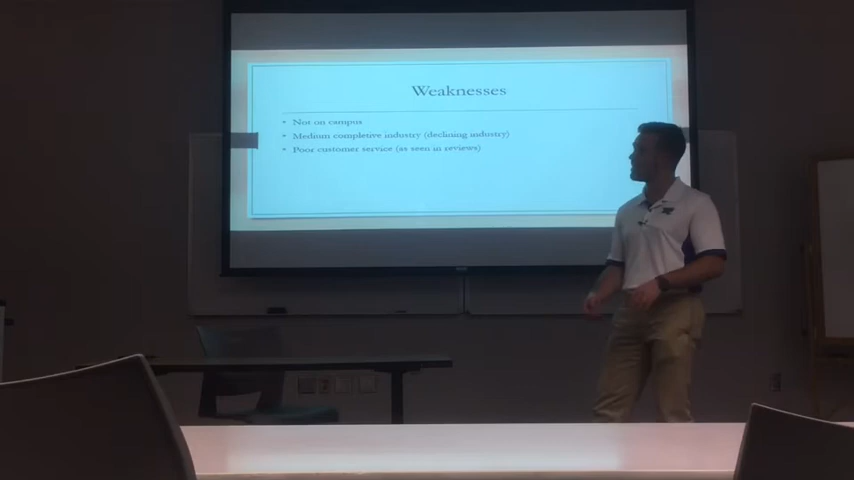 Weaknesses
• Not on campus
• Medium completive industry (declining industry)
• Poor customer service (as seen in reviews)